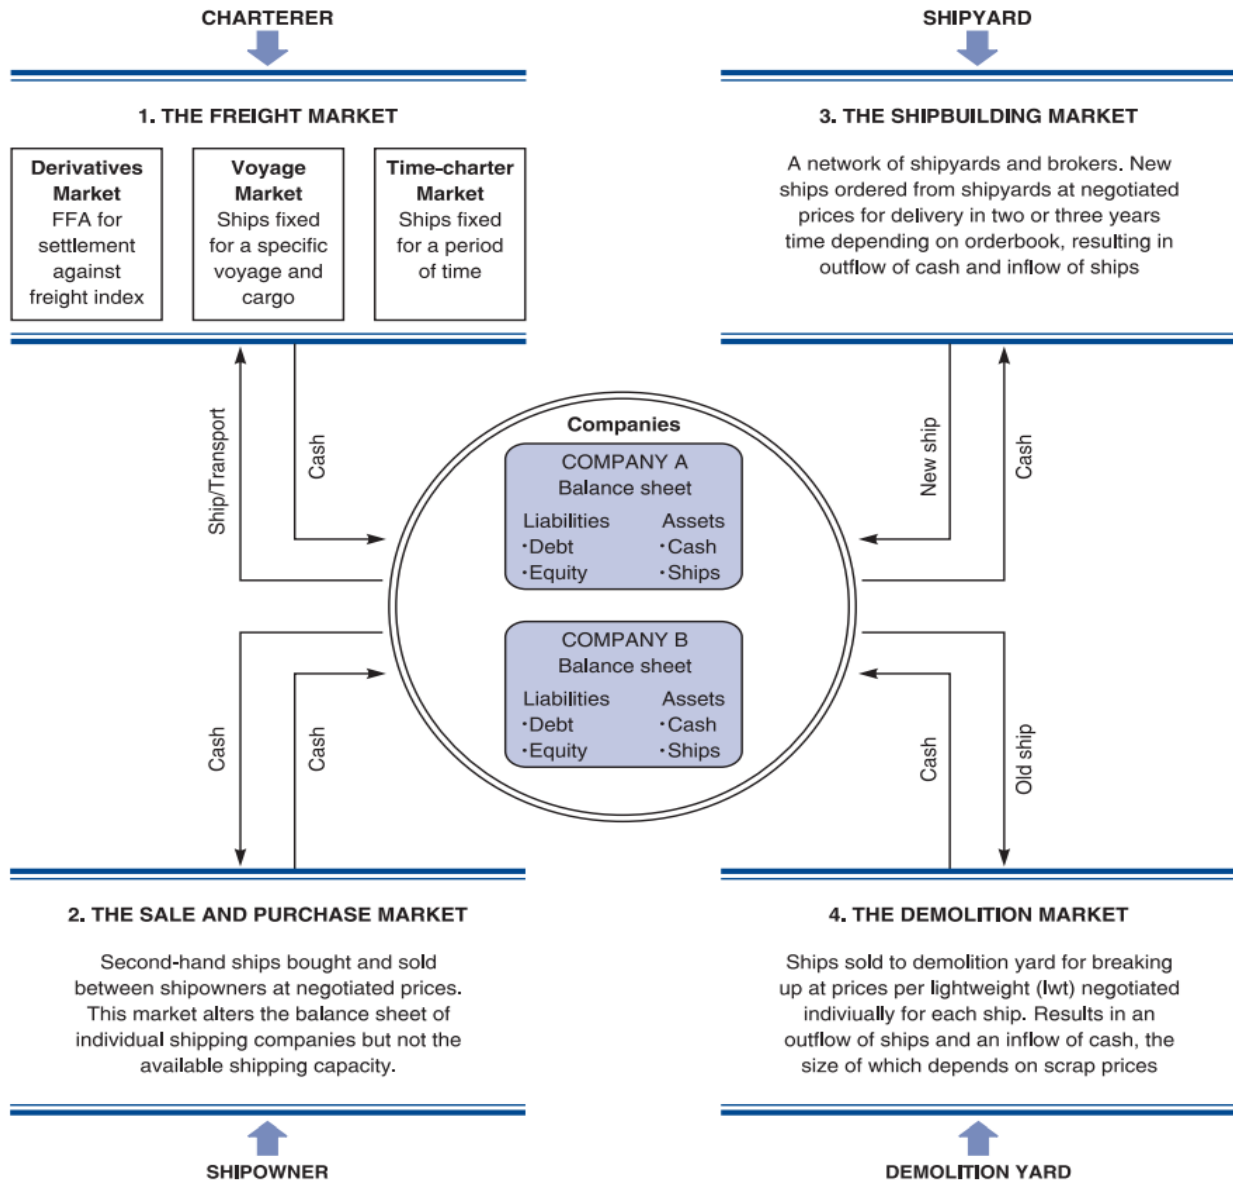 CHARTERER
SHIPYARD
1. THE FREIGHT MARKET
Derivatives
Market
FFA for
settlement
against
freight index
Voyage
Market
Ships fixed
for a specific
voyage and
cargo
Time-charter
Market
Ships fixed
for a period
of time
3. THE SHIPBUILDING MARKET
A network of shipyards and brokers. New
ships ordered from shipyards at negotiated
prices for delivery in two or three years
time depending on orderbook, resulting in
outflow of cash and inflow of ships
Ship/Transport
Cash
Companies
COMPANY A
Balance sheet
Liabilities Assets
·Debt ·Cash
·Equity ·Ships
COMPANY B
Balance sheet
Liabilities Assets
·Debt ·Cash
·Equity ·Ships
New ship
Cash
Cash
Cash
Cash
Old ship
2. THE SALE AND PURCHASE MARKET
Second-hand ships bought and sold
between shipowners at negotiated prices.
This market alters the balance sheet of
individual shipping companies but not the
available shipping capacity.
4. THE DEMOLITION MARKET
Ships sold to demolition yard for breaking
up at prices per lightweight (lwt) negotiated
indiviually for each ship. Results in an
outflow of ships and an inflow of cash, the
size of which depends on scrap prices
SHIPOWNER
DEMOLITION YARD